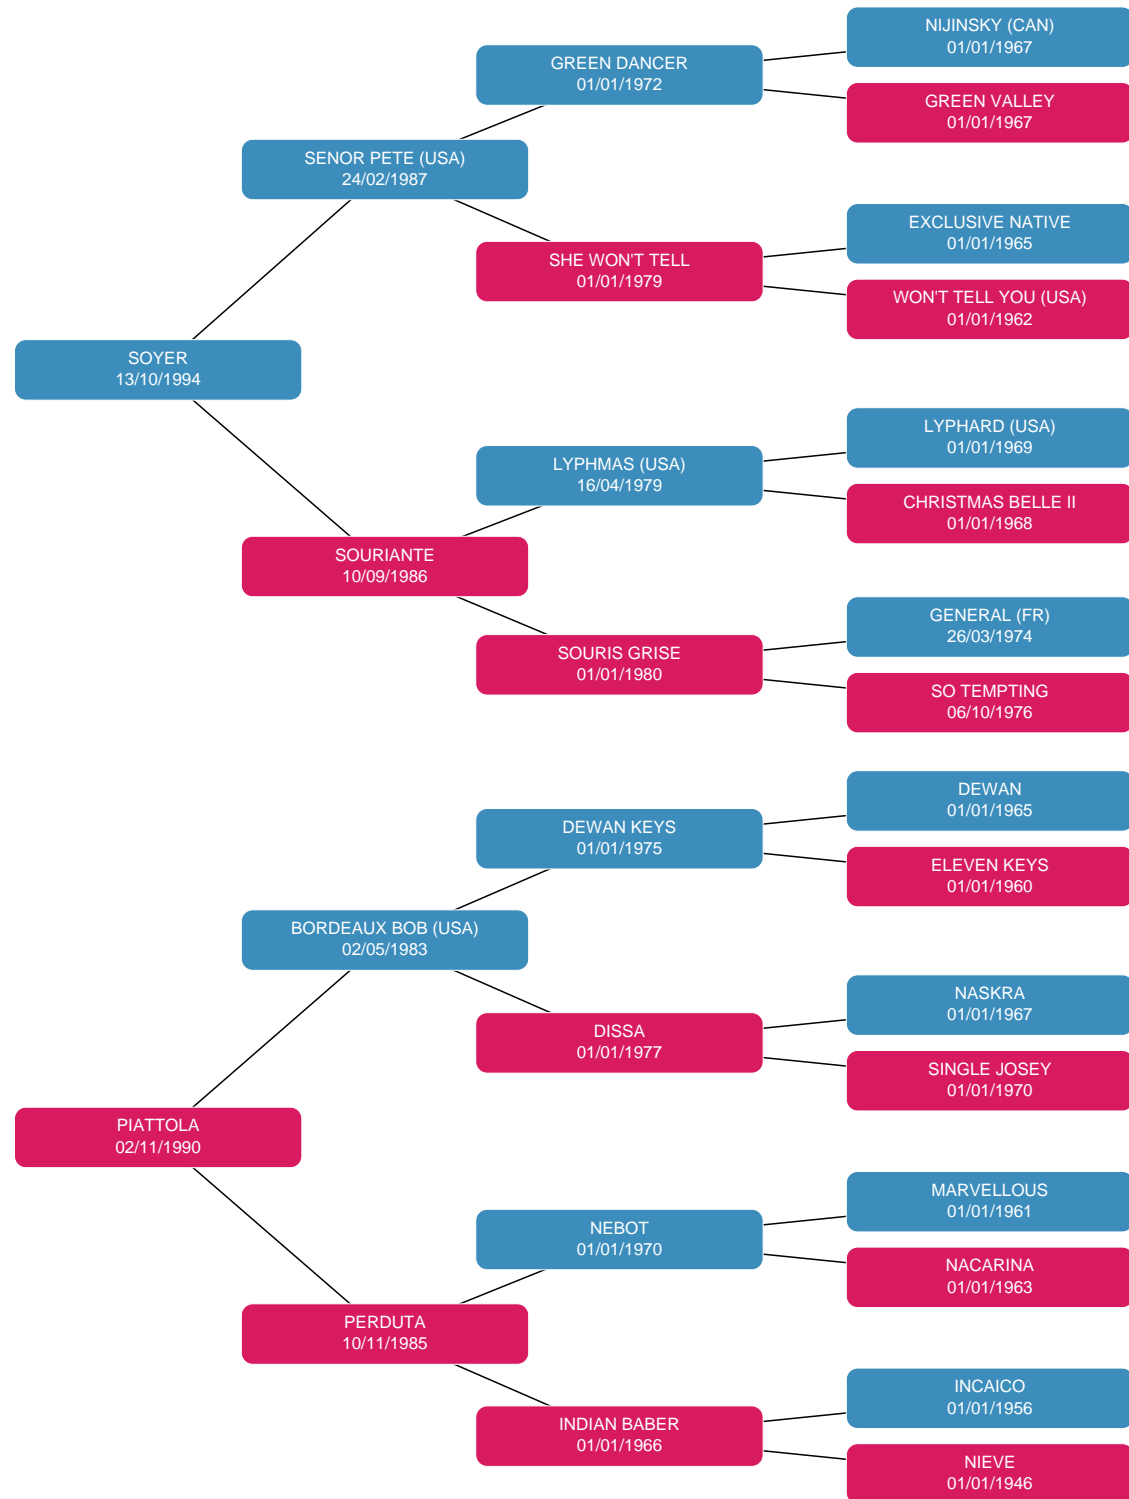 NIJINSKY (CAN)
01/01/1967
GREEN DANCER
01/01/1972
GREEN VALLEY
01/01/1967
SENOR PETE (USA)
24/02/1987
EXCLUSIVE NATIVE
01/01/1965
SHE WON'T TELL
01/01/1979
WON'T TELL YOU (USA)
01/01/1962
SOYER
13/10/1994
LYPHARD (USA)
01/01/1969
LYPHMAS (USA)
16/04/1979
CHRISTMAS BELLE II
01/01/1968
SOURIANTE
10/09/1986
GENERAL (FR)
26/03/1974
SOURIS GRISE
01/01/1980
SO TEMPTING
06/10/1976
DEWAN
01/01/1965
DEWAN KEYS
01/01/1975
ELEVEN KEYS
01/01/1960
BORDEAUX BOB (USA)
02/05/1983
NASKRA
01/01/1967
DISSA
01/01/1977
SINGLE JOSEY
01/01/1970
PIATTOLA
02/11/1990
MARVELLOUS
01/01/1961
NEBOT
01/01/1970
NACARINA
01/01/1963
PERDUTA
10/11/1985
INCAICO
01/01/1956
INDIAN BABER
01/01/1966
NIEVE
01/01/1946